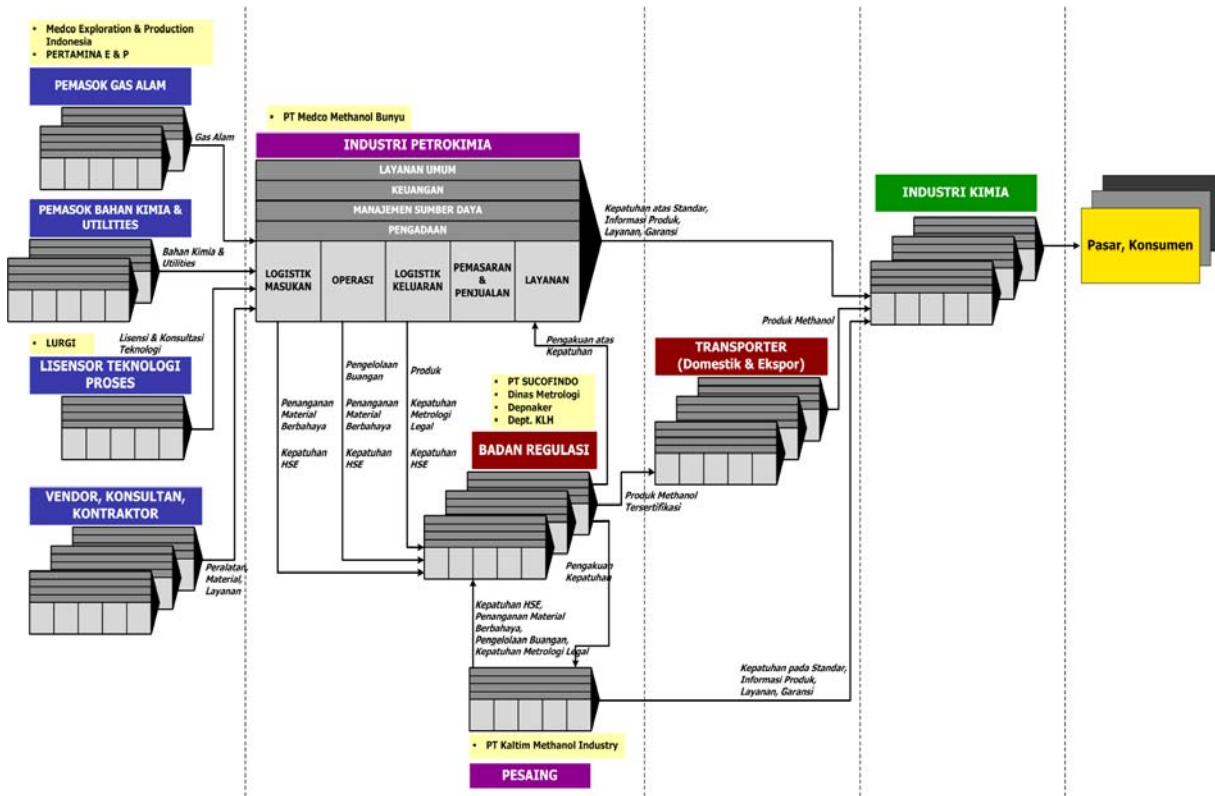 Medco Exploration & Production
Indonesia
PERTAMINA E & P
PEMASOK GAS ALAM
Gas Alam
PEMASOK BAHAN KIMIA &
UTILITIES
Bahan Kimia &
Utilities
LURGI
Lisensi & Konsultasi
Teknologi
LISENSOR TEKNOLOGI
PROSES
VENDOR, KONSULTAN,
KONTRAKTOR
Peralatan,
Material,
Layanan
PT Medco Methanol Bunyu
INDUSTRI PETROKIMIA
LAYANAN UMUM
KEUANGAN
MANAJEMEN SUMBER DAYA
PENGADAAN
LOGISTIK
MASUKAN
OPERASI
LOGISTIK
KELUARAN
PEMASARAN
&
PENJUALAN
LAYANAN
Kepatuhan atas Standar,
Informasi Produk,
Layanan, Garansi
Penanganan
Material
Berbahaya
Kepatuhan
HSE
Pengelolaan
Buangan
Penanganan
Material
Berbahaya
Kepatuhan
HSE
Produk
Kepatuhan
Metrologi
Legal
Kepatuhan
HSE
Pengakuan atas
Kepatuhan
PT SUCOFINDO
Dinas Metrologi
Depnaker
Dept. KLH
BADAN REGULASI
Produk Methanol
Tersertifikasi
Pengakuan
Kepatuhan
Kepatuhan HSE,
Penanganan Material
Berbahaya,
Pengelolaan Buangan,
Kepatuhan Metrologi Legal
PT Kaltim Methanol Industry
PESAING
TRANSPORTER
(Domestik & Ekspor)
Produk Methanol
Kepatuhan pada Standar,
Informasi Produk,
Layanan, Garansi
INDUSTRI KIMIA
Pasar, Konsumen